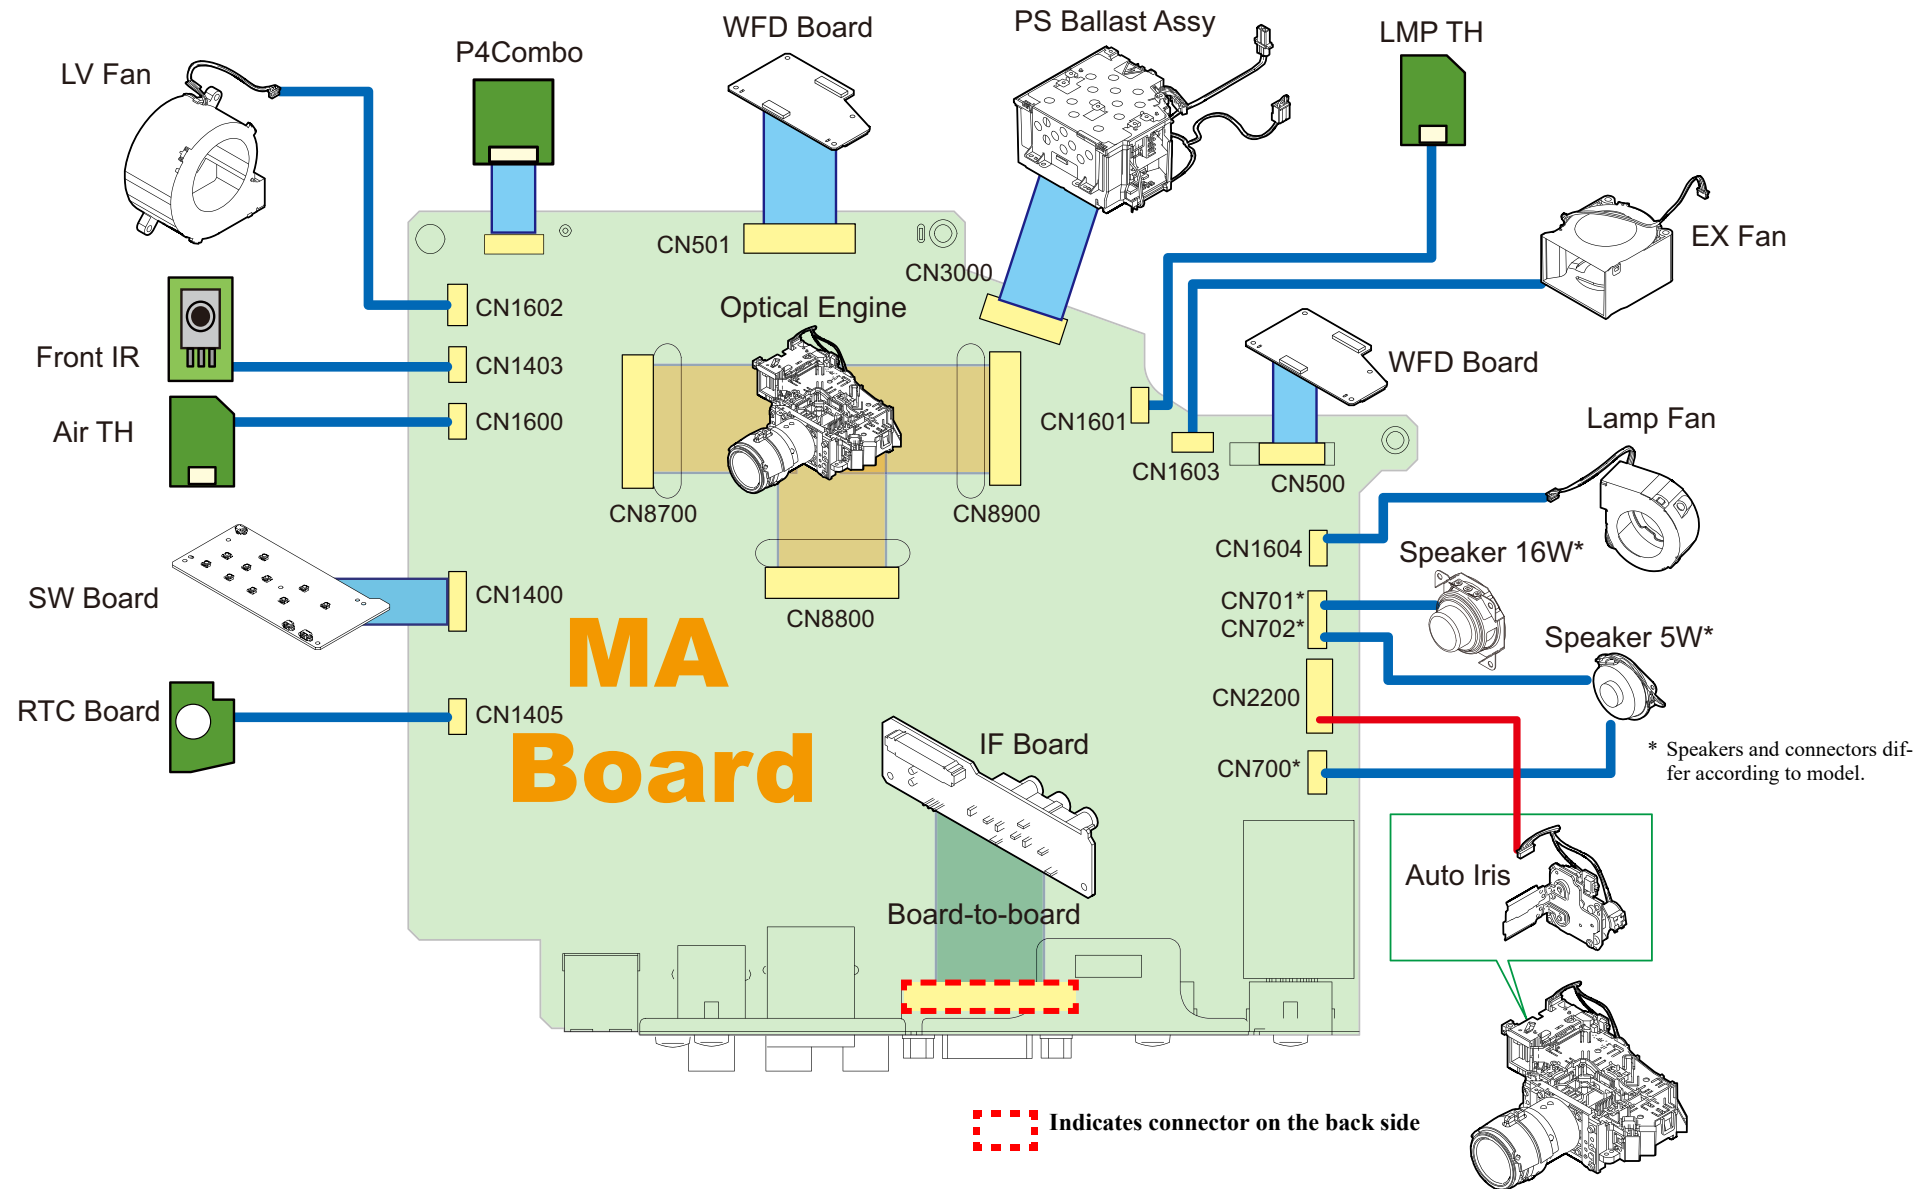 WFD Board
PS Ballast Assy
LMP TH
P4Combo
LV Fan
CN501
EX Fan
CN3000
CN1602
Optical Engine
Front IR
CN1403
WFD Board
Air TH
CN1600
CN1601
Lamp Fan
CN1603
CN500
CN8700
CN8900
CN1604
Speaker 16W*
SW Board
CN1400
CN8800
CN701*
CN702*
Speaker 5W*
MA
Board
CN2200
RTC Board
CN1405
IF Board
CN700*
* Speakers and connectors dif-
fer according to model.
Auto Iris
Board-to-board
Indicates connector on the back side